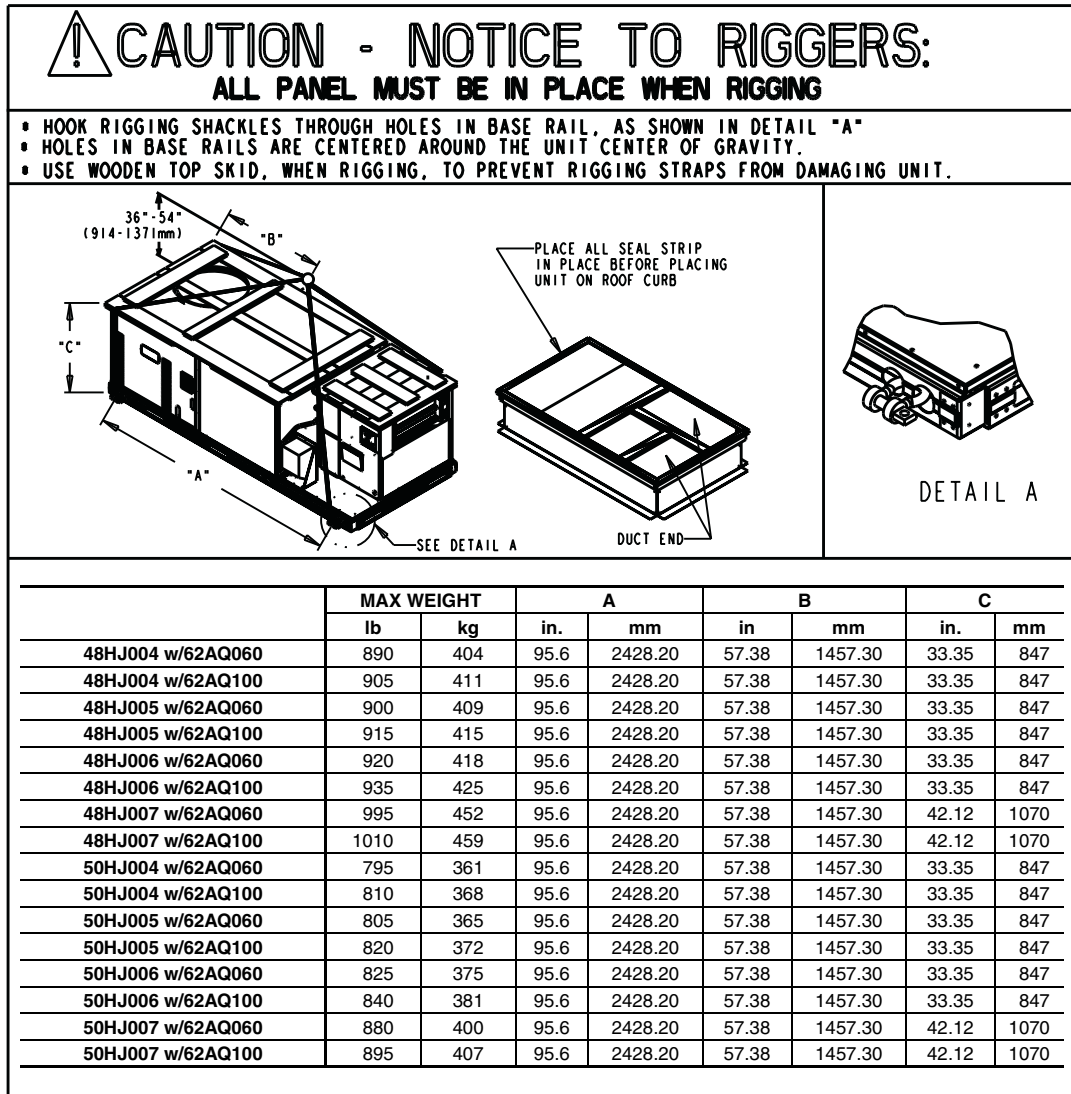 CAUTION - NOTICE TO RIGGERS:
ALL PANEL MUST BE IN PLACE WHEN RIGGING
* HOOK RIGGING SHACKLES THROUGH HOLES IN BASE RAIL, AS SHOWN IN DETAIL "A"
* HOLES IN BASE RAILS ARE CENTERED AROUND THE UNIT CENTER OF GRAVITY.
* USE WOODEN TOP SKID, WHEN RIGGING, TO PREVENT RIGGING STRAPS FROM DAMAGING UNIT.
36"-54"
(914-1371mm)
"B"
"C"
"A"
SEE DETAIL A
PLACE ALL SEAL STRIP
IN PLACE BEFORE PLACING
UNIT ON ROOF CURB
DUCT END
DETAIL A
MAX WEIGHT A B C
lb kg in. mm in mm in. mm
48HJ004 w/62AQ060 890 404 95.6 2428.20 57.38 1457.30 33.35 847
48HJ004 w/62AQ100 905 411 95.6 2428.20 57.38 1457.30 33.35 847
48HJ005 w/62AQ060 900 409 95.6 2428.20 57.38 1457.30 33.35 847
48HJ005 w/62AQ100 915 415 95.6 2428.20 57.38 1457.30 33.35 847
48HJ006 w/62AQ060 920 418 95.6 2428.20 57.38 1457.30 33.35 847
48HJ006 w/62AQ100 935 425 95.6 2428.20 57.38 1457.30 33.35 847
48HJ007 w/62AQ060 995 452 95.6 2428.20 57.38 1457.30 42.12 1070
48HJ007 w/62AQ100 1010 459 95.6 2428.20 57.38 1457.30 42.12 1070
50HJ004 w/62AQ060 795 361 95.6 2428.20 57.38 1457.30 33.35 847
50HJ004 w/62AQ100 810 368 95.6 2428.20 57.38 1457.30 33.35 847
50HJ005 w/62AQ060 805 365 95.6 2428.20 57.38 1457.30 33.35 847
50HJ005 w/62AQ100 820 372 95.6 2428.20 57.38 1457.30 33.35 847
50HJ006 w/62AQ060 825 375 95.6 2428.20 57.38 1457.30 33.35 847
50HJ006 w/62AQ100 840 381 95.6 2428.20 57.38 1457.30 33.35 847
50HJ007 w/62AQ060 880 400 95.6 2428.20 57.38 1457.30 42.12 1070
50HJ007 w/62AQ100 895 407 95.6 2428.20 57.38 1457.30 42.12 1070